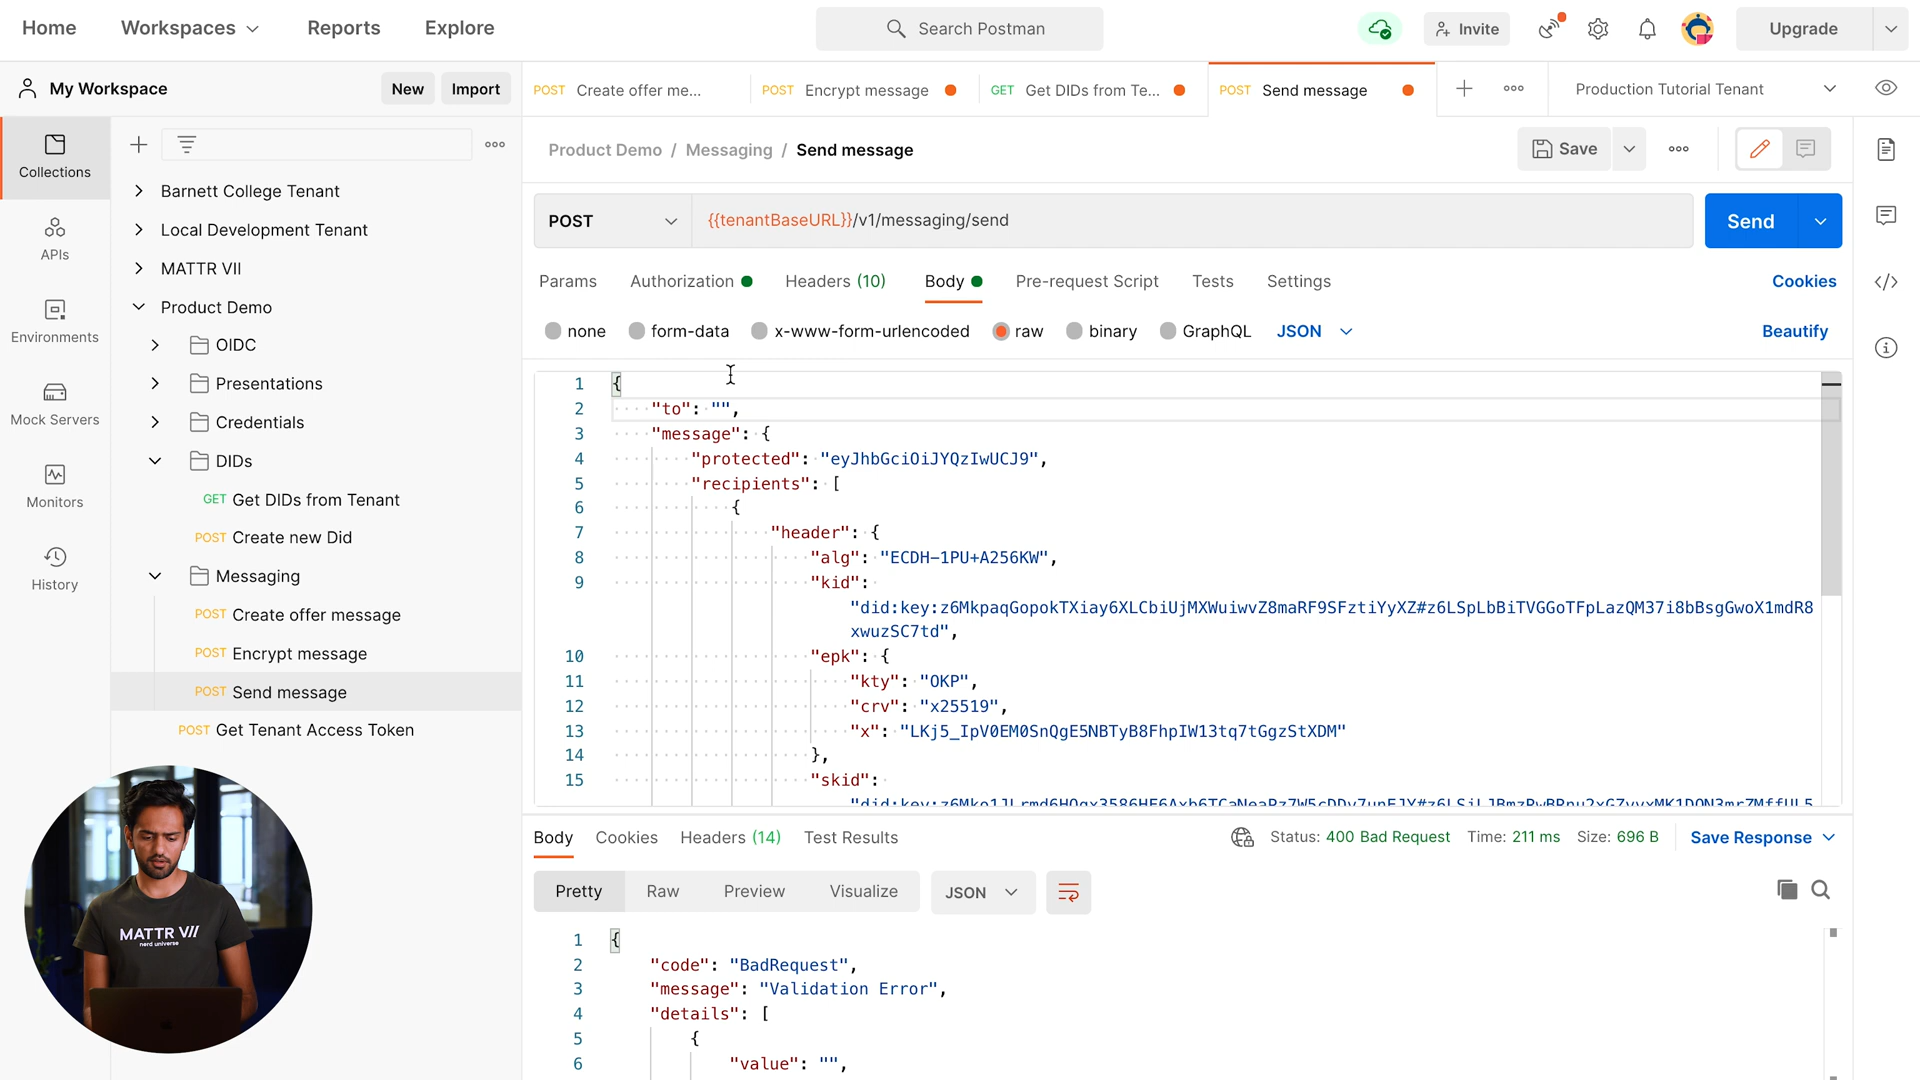 Home Workspaces Reports Explore Search Postman Invite Upgrade
My Workspace New Import
POST Create offer me... POST Encrypt message GET Get DIDs from Te... POST Send message Production Tutorial Tenant
Collections
APIs
Environments
Mock Servers
Monitors
History
Barnett College Tenant
Local Development Tenant
MATTR VII
Product Demo
OIDC
Presentations
Credentials
DIDs
GET Get DIDs from Tenant
POST Create new Did
Messaging
POST Create offer message
POST Encrypt message
POST Send message
POST Get Tenant Access Token
MATTR VII
nerd universe
Product Demo / Messaging / Send message Save
POST {{tenantBaseURL}}/v1/messaging/send Send
Params Authorization Headers (10) Body Pre-request Script Tests Settings Cookies
none form-data x-www-form-urlencoded raw binary GraphQL JSON Beautify
1 {
2 "to": "",
3 "message": {
4 "protected": "eyJhbGciOiJYQzIwUCJ9",
5 "recipients": [
6 {
7 "header": {
8 "alg": "ECDH-1PU+A256KW",
9 "kid":
"did:key:z6MkpaqGopokTXiay6XLCbiUjMXWuiwvZ8maRF9SFztiYyXZ#z6LSpLbBiTVGGoTFpLazQM37i8bBsgGwoX1mdR8
xwuzSC7td",
10 "epk": {
11 "kty": "OKP",
12 "crv": "x25519",
13 "x": "LKj5_IpV0EM0SnQgE5NBTyB8FhpIW13tq7tGgzStXDM"
14 },
15 "skid":
Body Cookies Headers (14) Test Results Status: 400 Bad Request Time: 211 ms Size: 696 B Save Response
Pretty Raw Preview Visualize JSON
1 {
2 "code": "BadRequest",
3 "message": "Validation Error",
4 "details": [
5 {
6 "value": "",